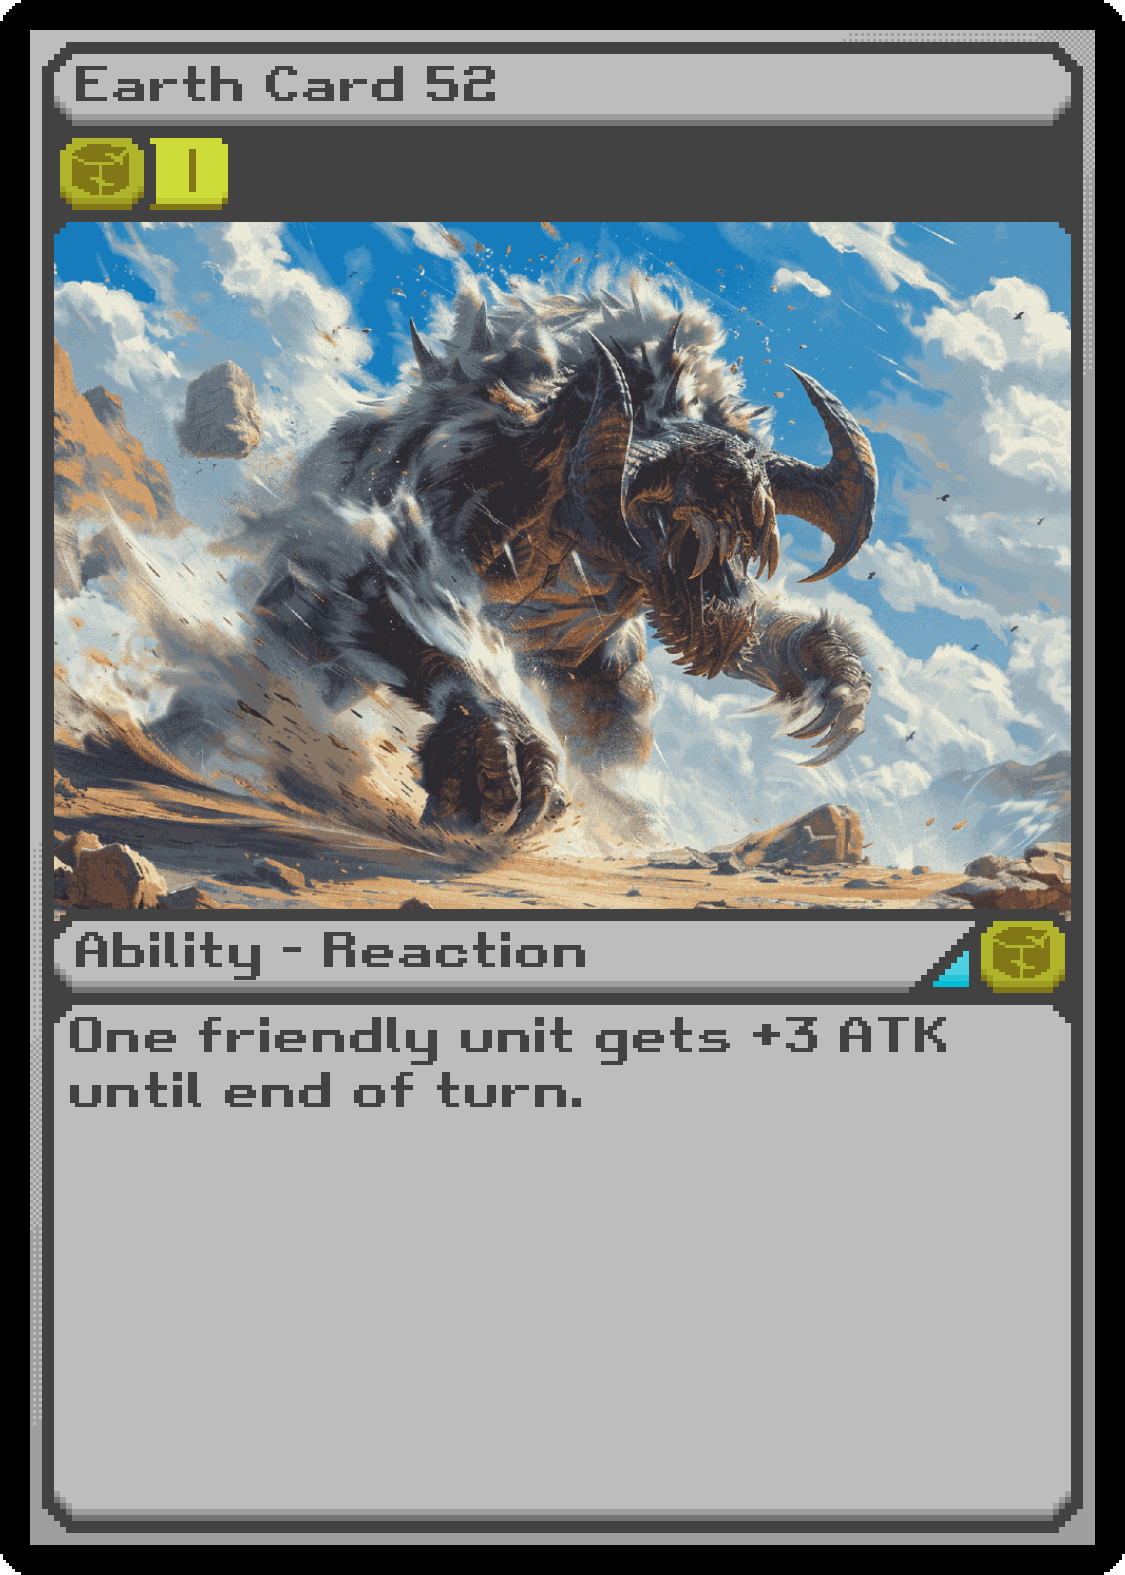 Earth Card 52
1
Ability - Reaction
One friendly unit gets +3 ATK
until end of turn.